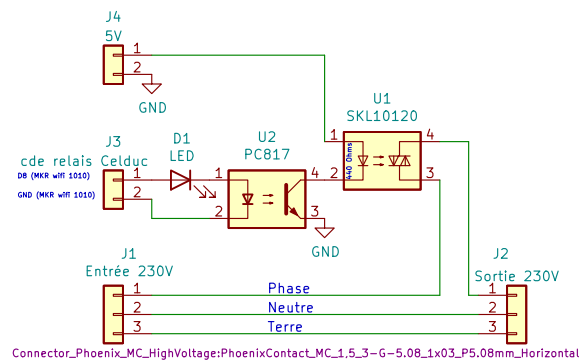 J4
5V
1
2
GND
U1
SKL10120
1
4
440 Ohms
2
3
J3
cde relais Celduc
D8 (MKR wifi 1010)
GND (MKR wifi 1010)
1
2
D1
LED
U2
PC817
1
4
2
3
GND
J1
Entrée 230V
1
2
3
Phase
Neutre
Terre
J2
Sortie 230V
1
2
3
Connector_Phoenix_MC_HighVoltage:PhoenixContact_MC_1,5_3-G-5.08_1x03_P5.08mm_Horizontal